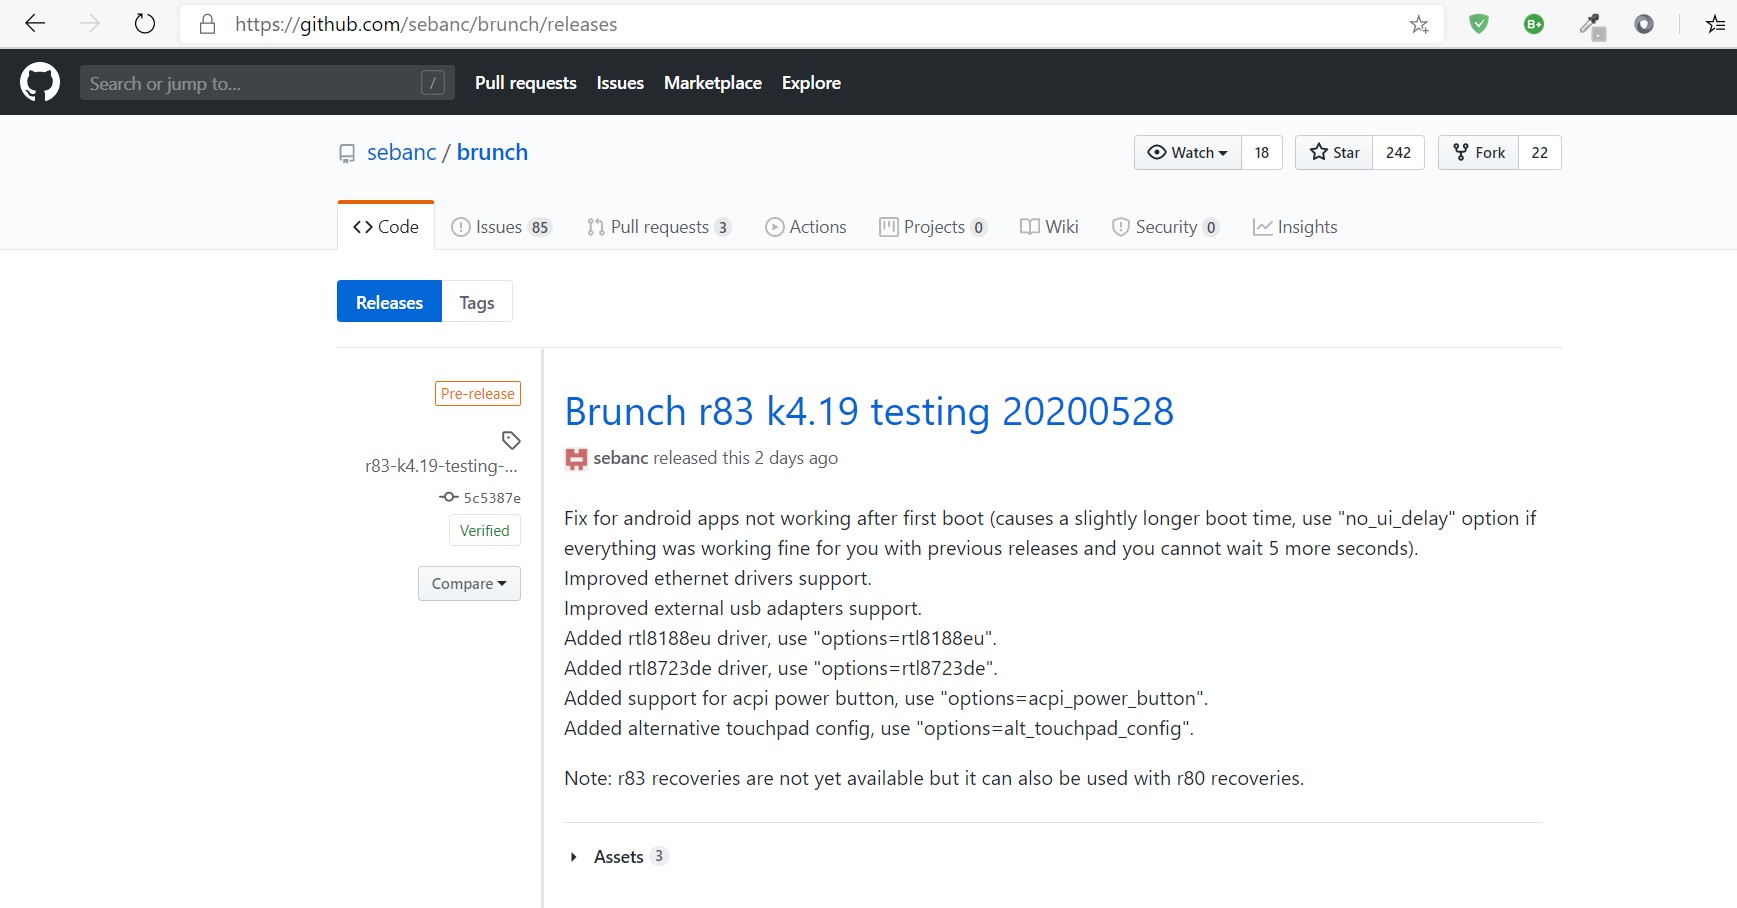 https://github.com/sebanc/brunch/releases
B+
Search or jump to...
/
Pull requests Issues Marketplace Explore
sebanc / brunch
Watch 18
Star 242
Fork 22
<> Code
Issues 85
Pull requests 3
Actions
Projects 0
Wiki
Security 0
Insights
Releases Tags
Pre-release
r83-k4.19-testing-...
5c5387e
Verified
Compare
Brunch r83 k4.19 testing 20200528
sebanc released this 2 days ago
Fix for android apps not working after first boot (causes a slightly longer boot time, use "no_ui_delay" option if
everything was working fine for you with previous releases and you cannot wait 5 more seconds).
Improved ethernet drivers support.
Improved external usb adapters support.
Added rtl8188eu driver, use "options=rtl8188eu".
Added rtl8723de driver, use "options=rtl8723de".
Added support for acpi power button, use "options=acpi_power_button".
Added alternative touchpad config, use "options=alt_touchpad_config".
Note: r83 recoveries are not yet available but it can also be used with r80 recoveries.
Assets 3